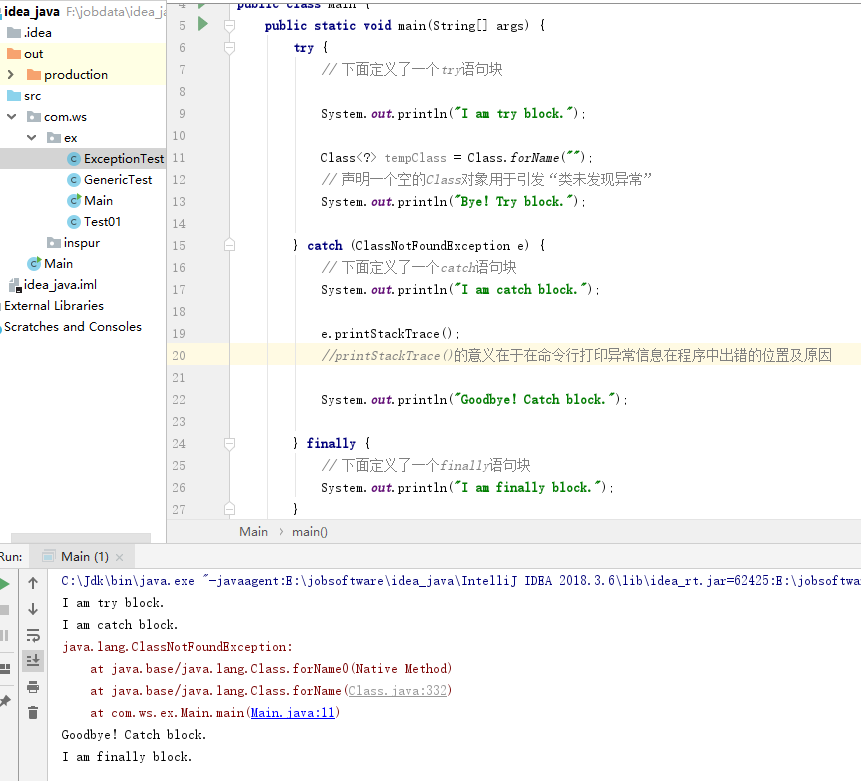 idea_java F:\jobdata\idea_ja
.idea
out
production
src
com.ws
ex
ExceptionTest
GenericTest
Main
Test01
inspur
Main
idea_java.iml
External Libraries
Scratches and Consoles
4 public class Main {
5 public static void main(String[] args) {
6 try {
7 // 下面定义了一个try语句块
8
9 System.out.println("I am try block.");
10
11 Class<?> tempClass = Class.forName("");
12 // 声明一个空的Class对象用于引发“类未发现异常”
13 System.out.println("Bye! Try block.");
14
15 } catch (ClassNotFoundException e) {
16 // 下面定义了一个catch语句块
17 System.out.println("I am catch block.");
18
19 e.printStackTrace();
20 //printStackTrace()的意义在于在命令行打印异常信息在程序中出错的位置及原因
21
22 System.out.println("Goodbye! Catch block.");
23
24 } finally {
25 // 下面定义了一个finally语句块
26 System.out.println("I am finally block.");
27 }
Main › main()
Run: Main (1) ×
C:\Jdk\bin\java.exe "-javaagent:E:\jobsoftware\idea_java\IntelliJ IDEA 2018.3.6\lib\idea_rt.jar=62425:E:\jobsoftwa
I am try block.
I am catch block.
java.lang.ClassNotFoundException:
at java.base/java.lang.Class.forName0(Native Method)
at java.base/java.lang.Class.forName(Class.java:332)
at com.ws.ex.Main.main(Main.java:11)
Goodbye! Catch block.
I am finally block.